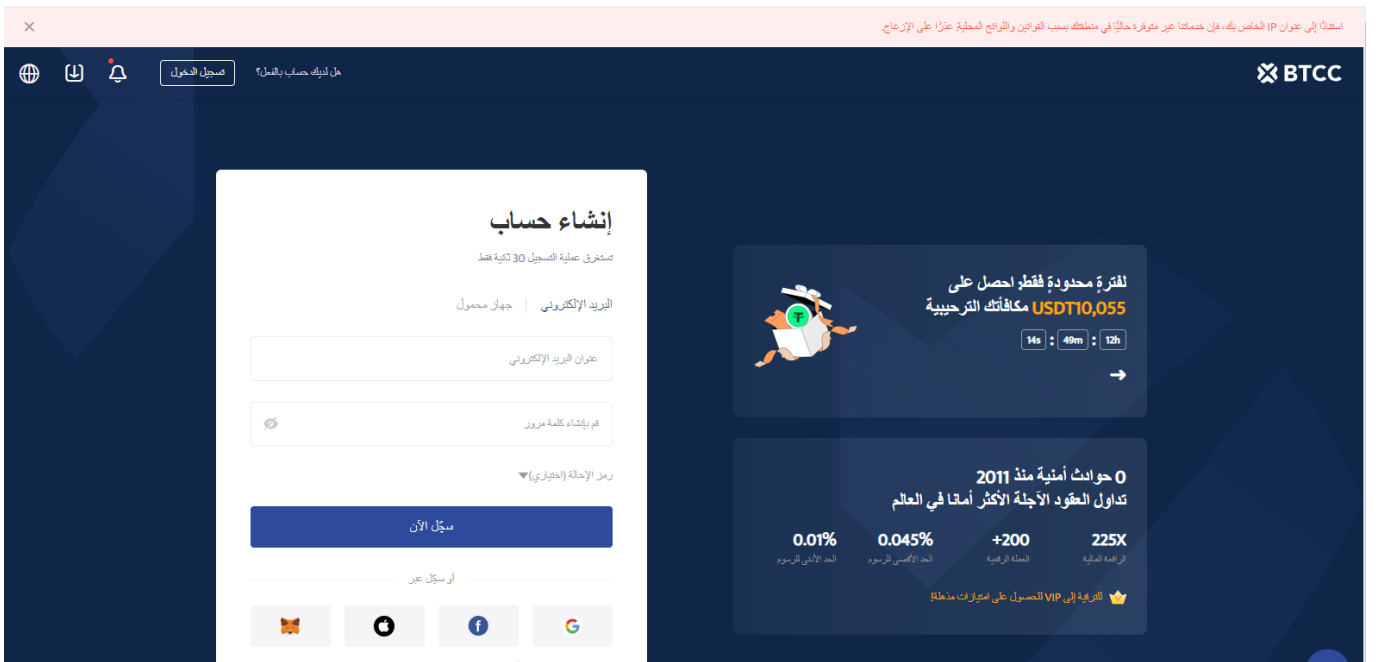 استنادًا إلى عنوان IP الخاص بك، فإن خدماتنا غير متوفرة حاليًا في منطقتك بسبب القوانين واللوائح المحلية. عذرًا على الإزعاج.
BTCC
هل لديك حساب بالفعل؟
تسجيل الدخول
إنشاء حساب
تستغرق عملية التسجيل 30 ثانية فقط
البريد الإلكتروني | جهاز محمول
عنوان البريد الإلكتروني
قم بإنشاء كلمة مرور
رمز الإحالة (اختياري)
سجّل الآن
أو سجّل عبر
لفترةٍ محدودةٍ فقط، احصل على
USDT10,055 مكافأتك الترحيبية
12h : 49m : 14s
0 حوادث أمنية منذ 2011
تداول العقود الآجلة الأكثر أمانا في العالم
225X
+200
0.045%
0.01%
الرافعة المالية
العملة الرقمية
الحد الأقصى للرسوم
الحد الأدنى للرسوم
للترقية إلى VIP للحصول على امتيازات مذهلة!